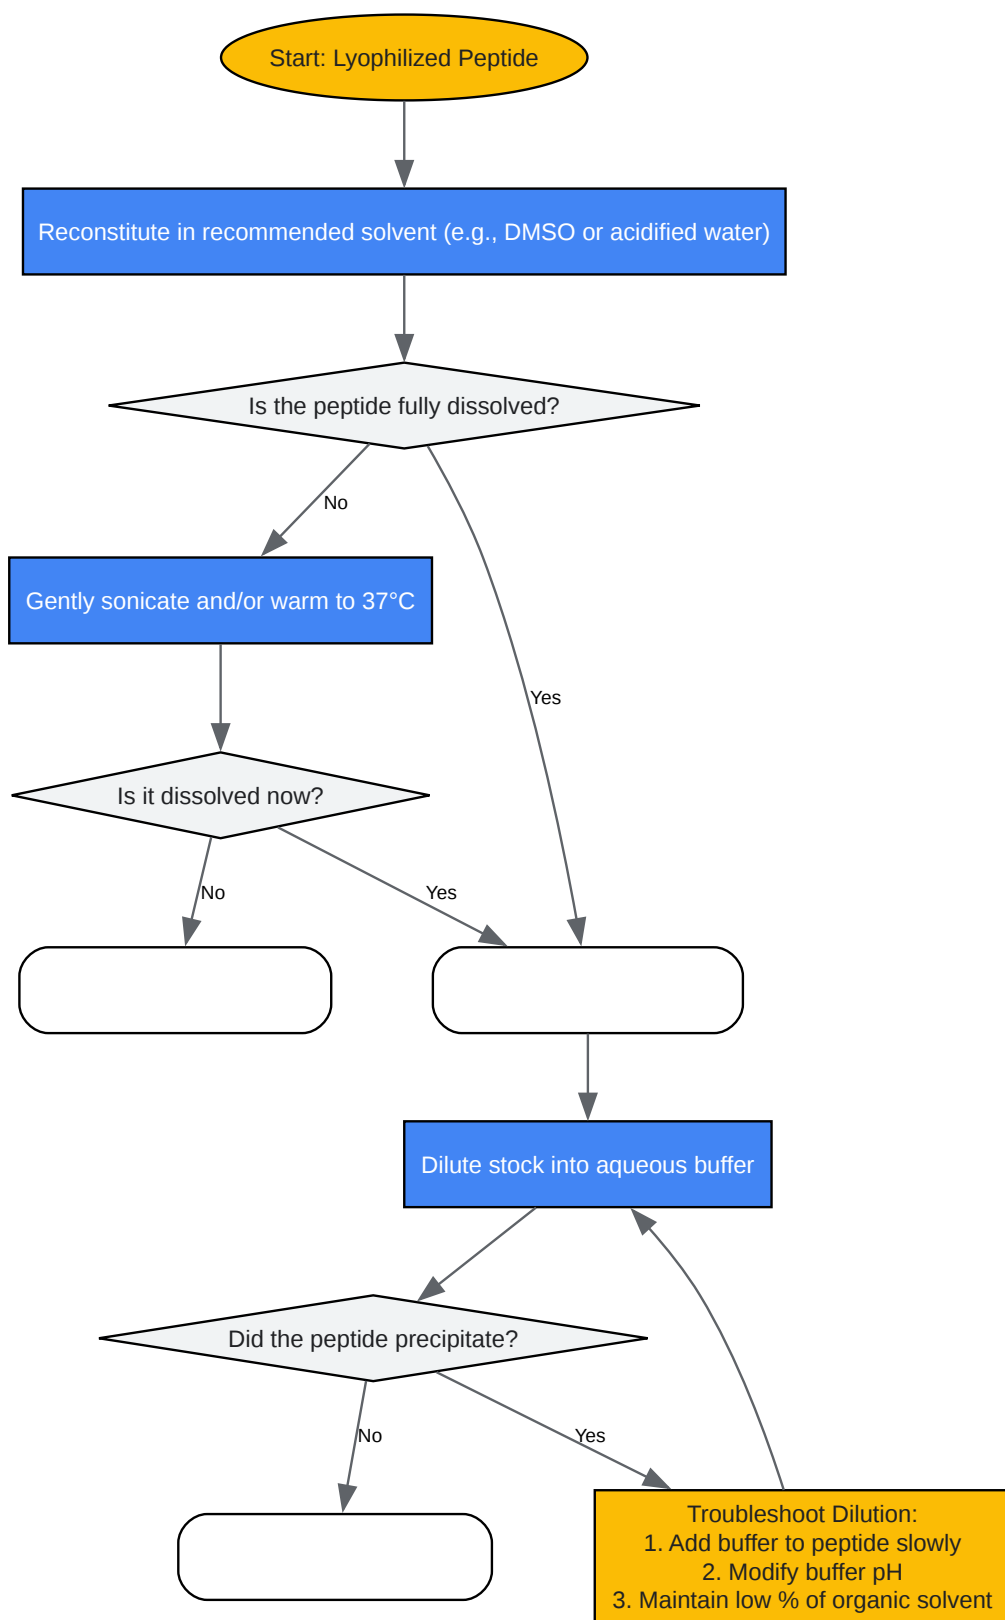 Start: Lyophilized Peptide
Reconstitute in recommended solvent (e.g., DMSO or acidified water)
Is the peptide fully dissolved?
No
Gently sonicate and/or warm to 37°C
Yes
Is it dissolved now?
No
Yes
Dilute stock into aqueous buffer
Did the peptide precipitate?
No
Yes
Troubleshoot Dilution:
1. Add buffer to peptide slowly
2. Modify buffer pH
3. Maintain low % of organic solvent